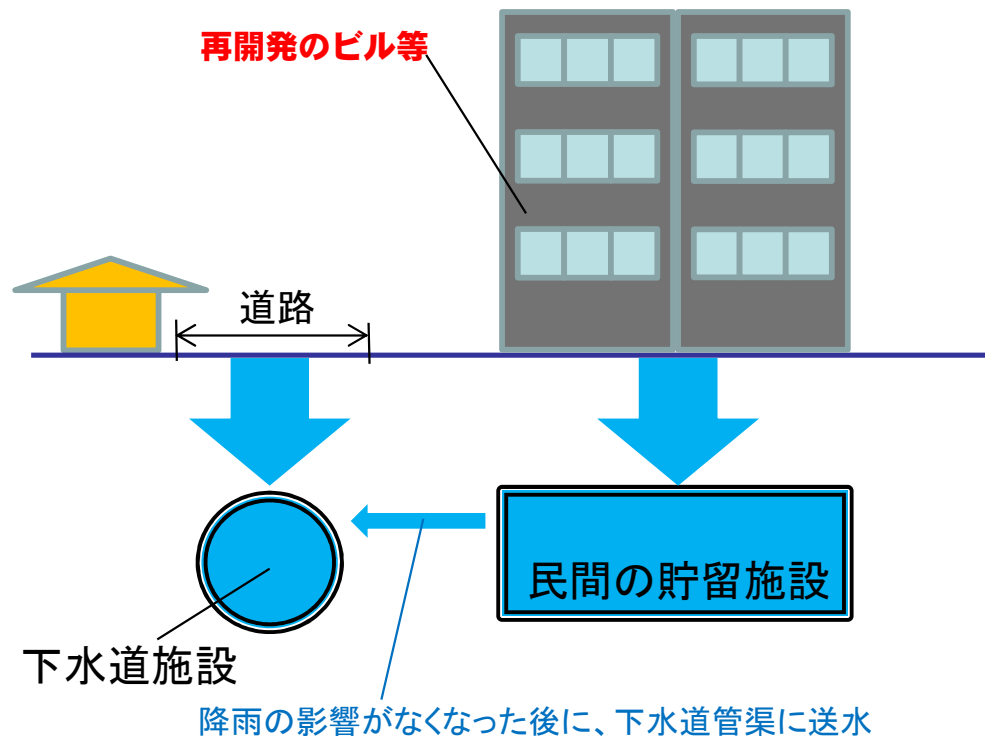 再開発のビル等
道路
民間の貯留施設
下水道施設
降雨の影響がなくなった後に、下水道管渠に送水